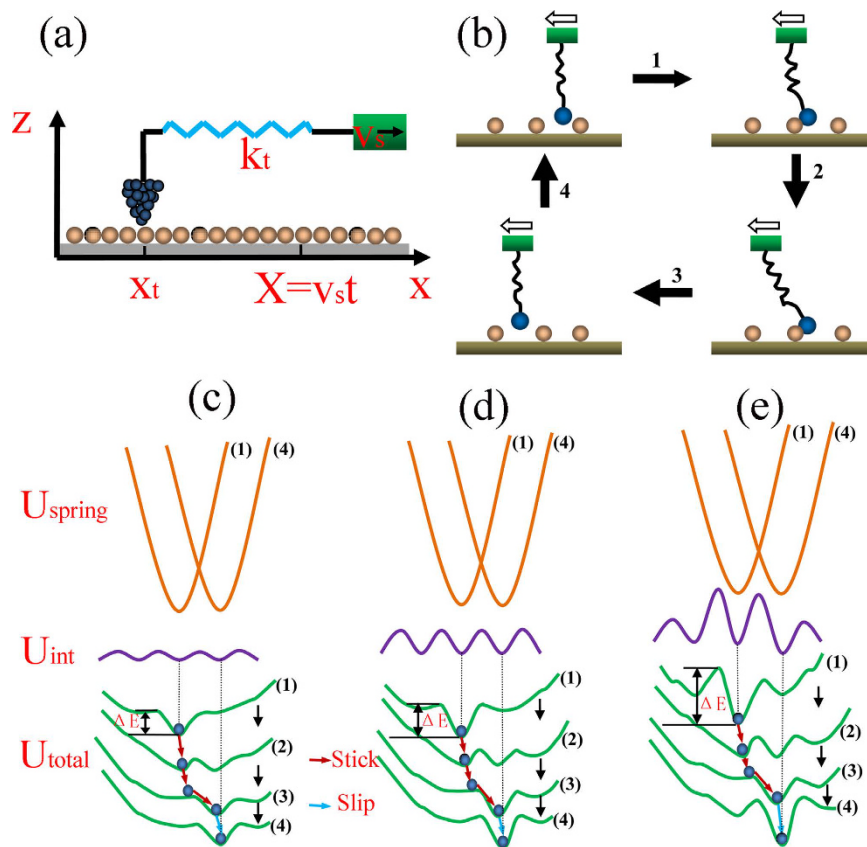 (a)
Z
kt
vs
xt
X=vst
x
(b)
1
2
3
4
(c)
(d)
(e)
Uspring
(1)
(4)
(1)
(4)
(1)
(4)
Uint
Utotal
ΔE
(1)
(2)
(3)
(4)
Stick
Slip
ΔE
(1)
(2)
(3)
(4)
ΔE
(1)
(2)
(3)
(4)